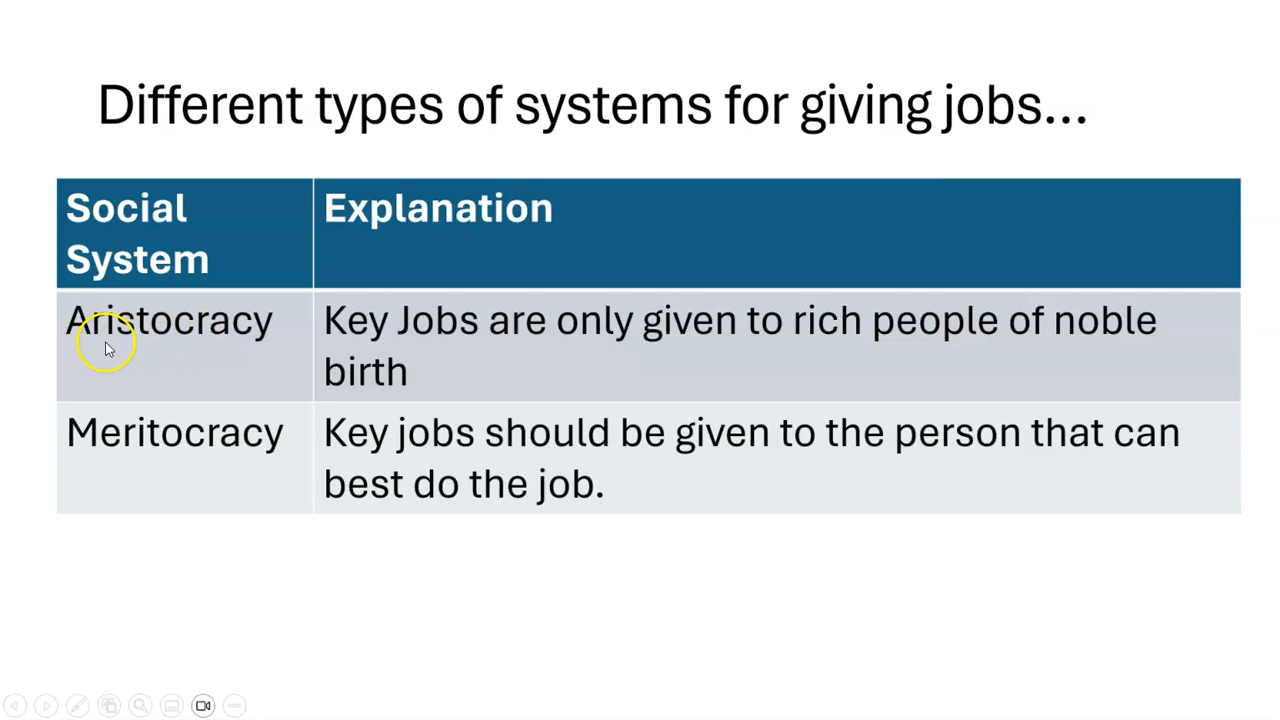 Different types of systems for giving jobs...
Social
System
Explanation
Aristocracy
Key Jobs are only given to rich people of noble
birth
Meritocracy
Key jobs should be given to the person that can
best do the job.